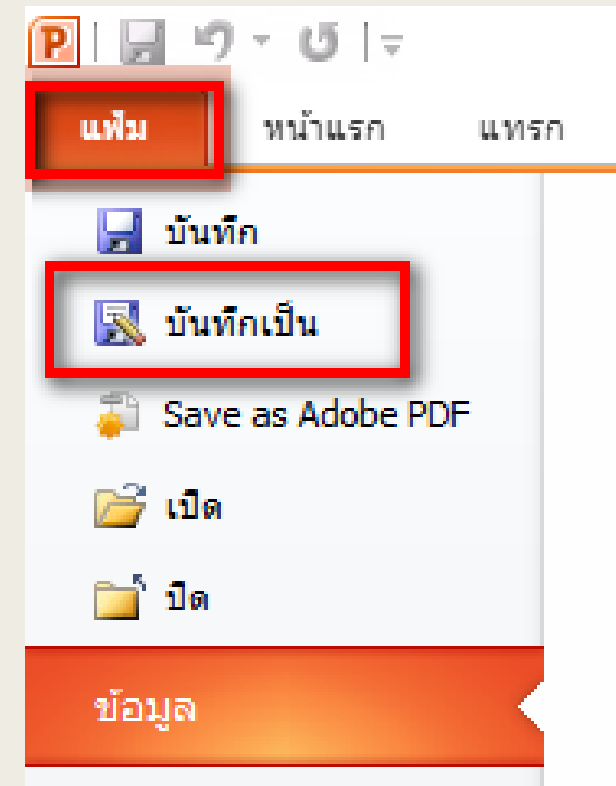 P
แฟ้ม หน้าแรก แทรก
บันทึก
บันทึกเป็น
Save as Adobe PDF
เปิด
ปิด
ข้อมูล